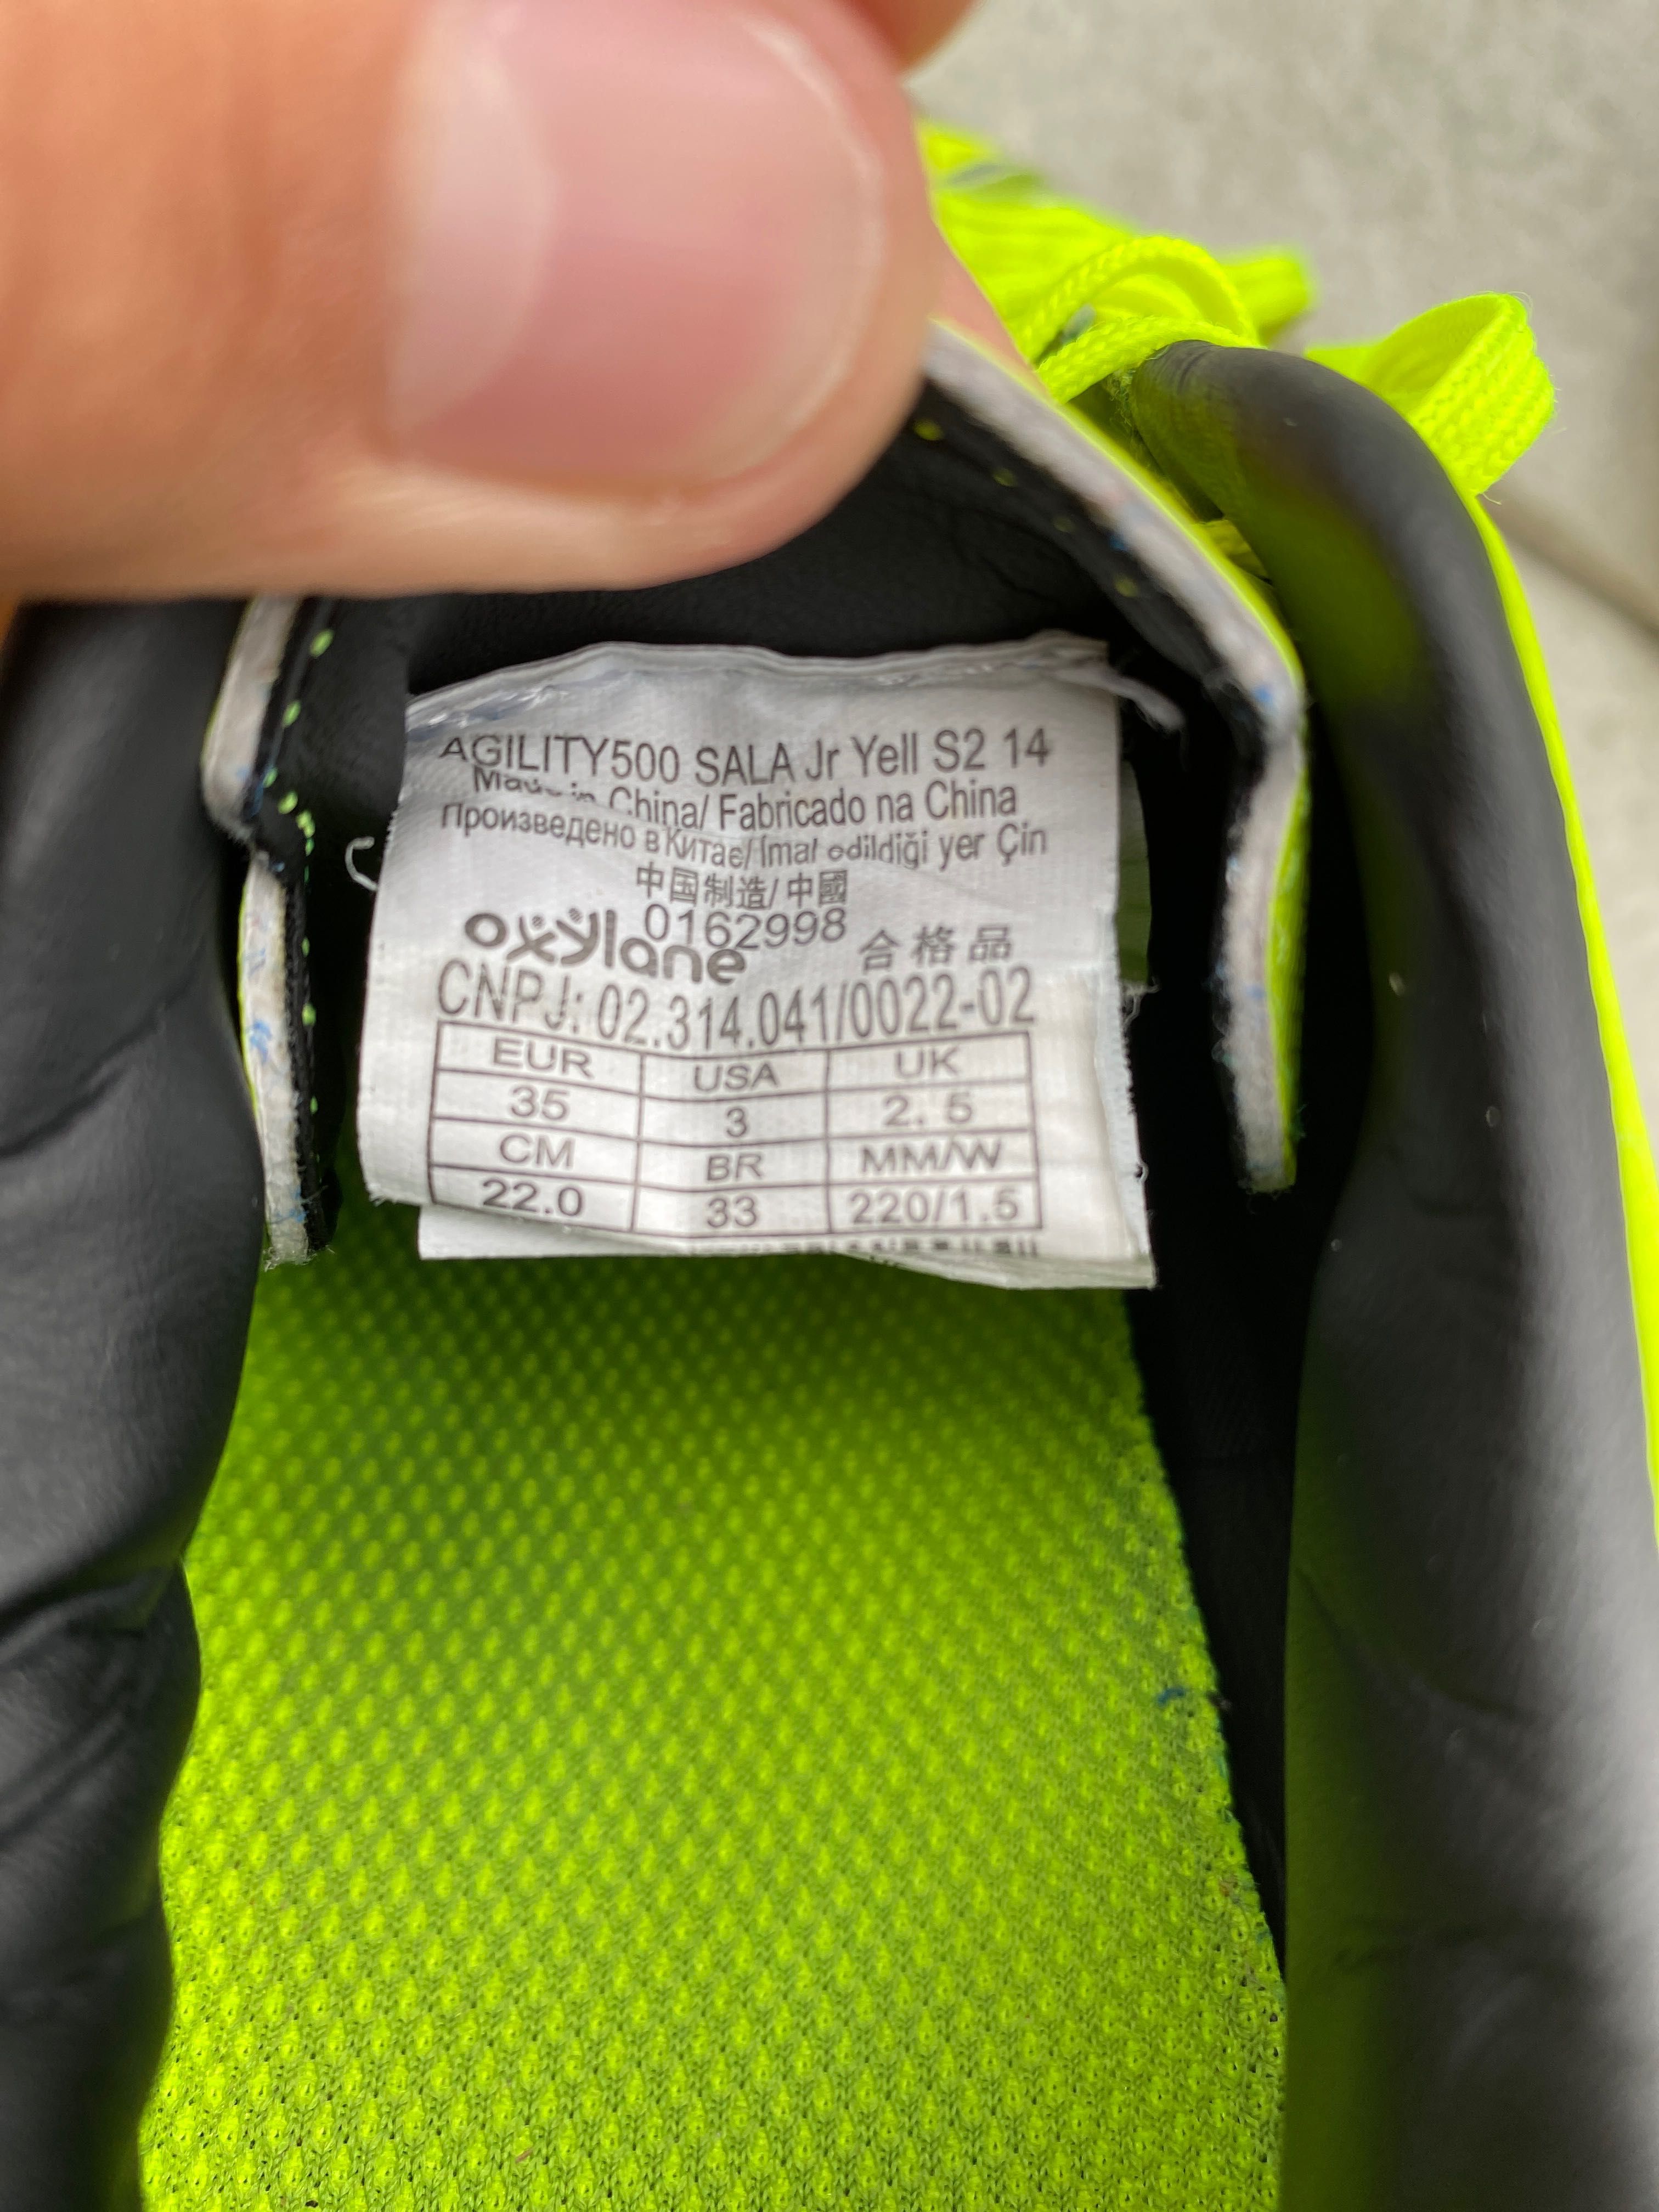 AGILITY500 SALA Jr Yell S2 14
Made in China/ Fabricado na China
Произведено в Китае/ İmal edildiği yer Çin
中国制造/ 中國
0162998
oxylane
合格品
CNPJ: 02.314.041/0022-02
EUR USA UK
35 3 2.5
CM BR MM/W
22.0 33 220/1.5